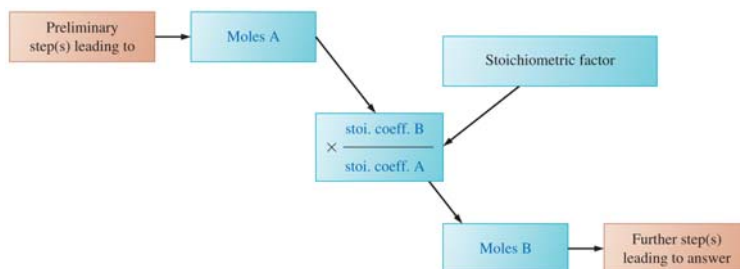 Preliminary
step(s) leading to
Moles A
Stoichiometric factor
× stoi. coeff. B
stoi. coeff. A
Moles B
Further step(s)
leading to answer